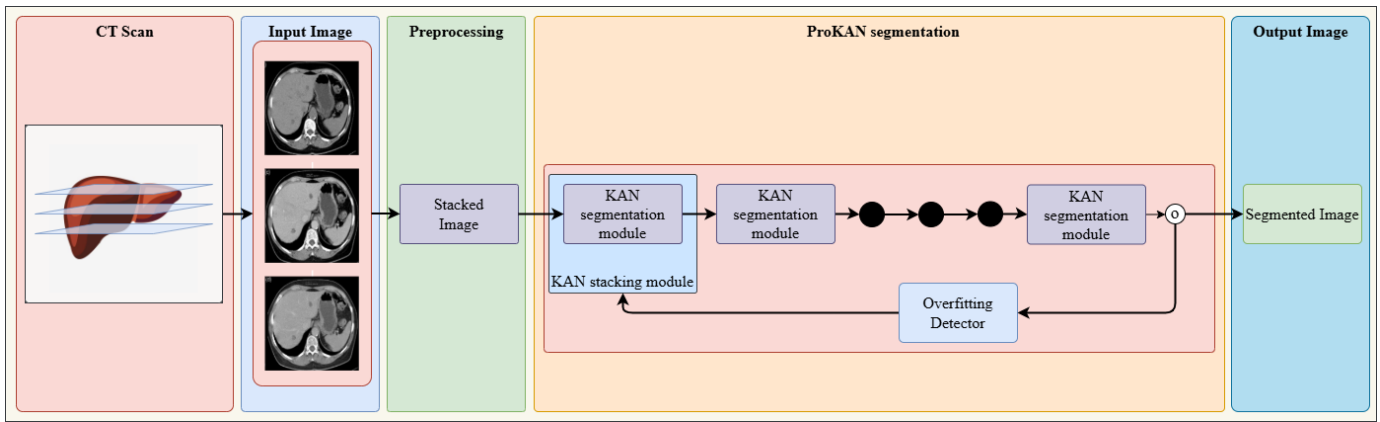 CT Scan
Input Image
Preprocessing
ProKAN segmentation
Output Image
Stacked
Image
KAN
segmentation
module
KAN stacking module
KAN
segmentation
module
KAN
segmentation
module
o
Overfitting
Detector
Segmented Image